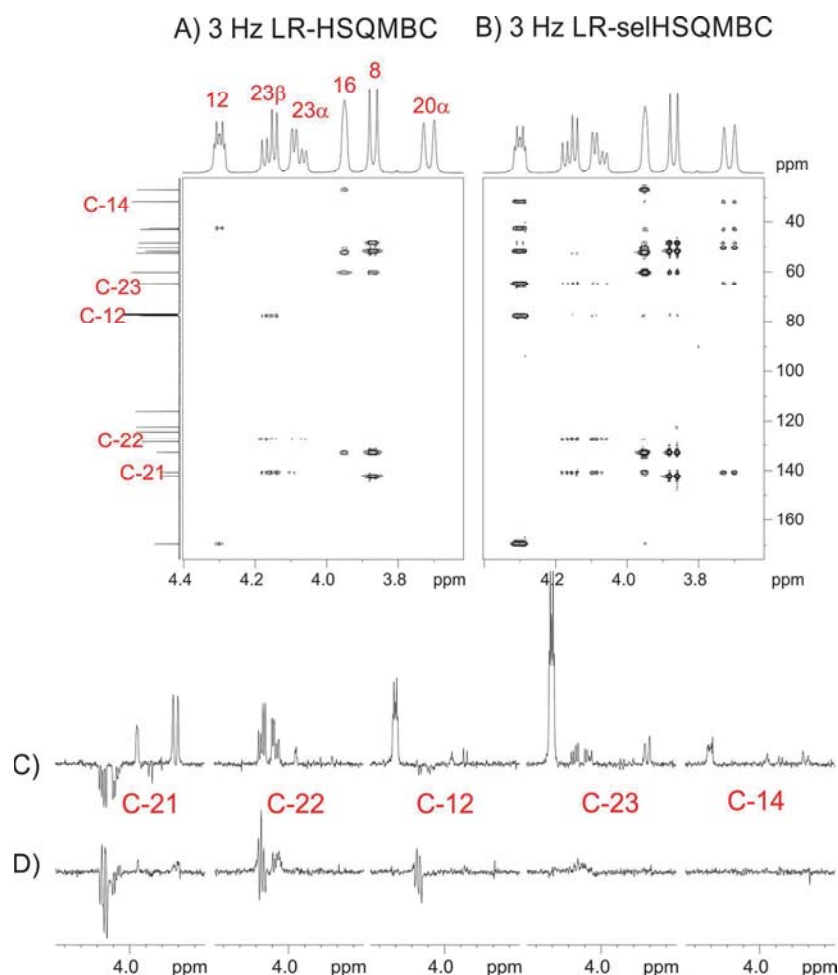 A) 3 Hz LR-HSQMBC
B) 3 Hz LR-selHSQMBC
12
23β
23α
16
8
20α
ppm
C-14
C-23
C-12
C-22
C-21
40
60
80
100
120
140
160
4.4
4.2
4.0
3.8
ppm
4.2
4.0
3.8
ppm
C)
C-21
C-22
C-12
C-23
C-14
D)
4.0 ppm
4.0 ppm
4.0 ppm
4.0 ppm
4.0 ppm